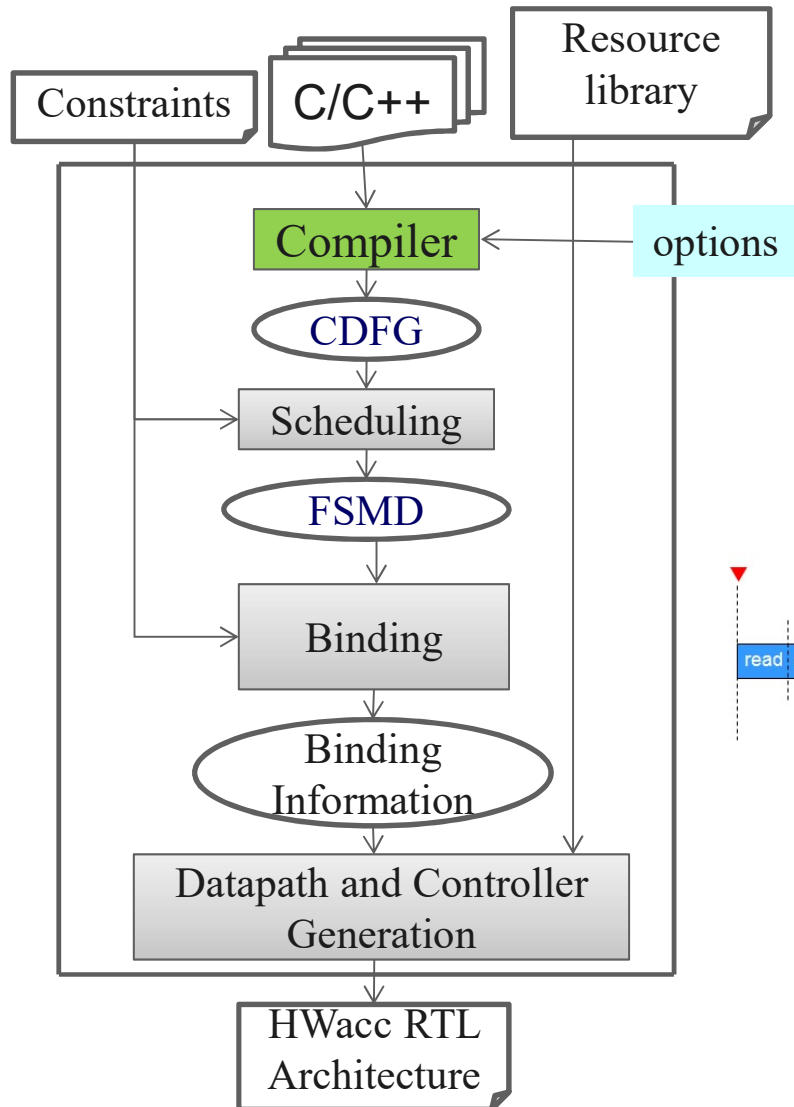 Resource
library
Constraints
C/C++
Compiler
options
CDFG
Scheduling
FSMD
Binding
read
Binding
Information
Datapath and Controller
Generation
HWacc RTL
Architecture